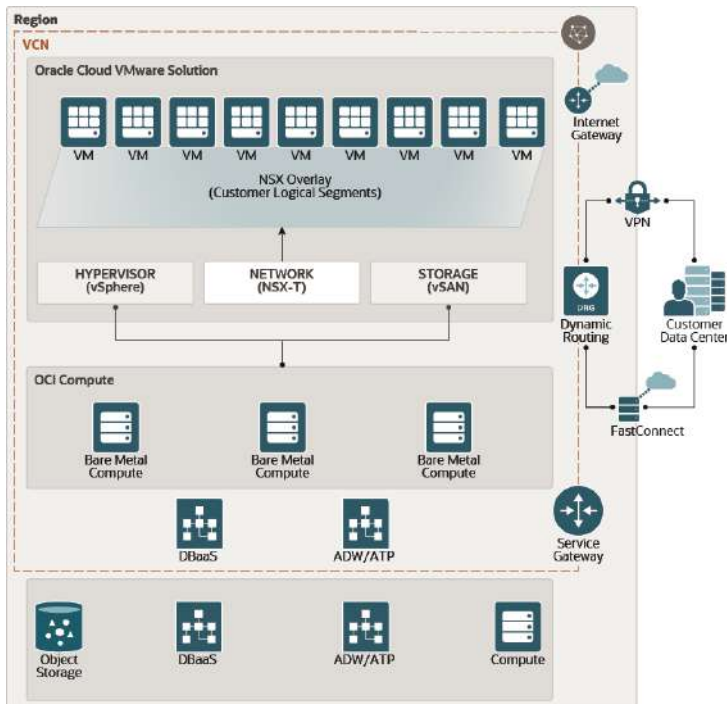 Region
VCN
Oracle Cloud VMware Solution
VM VM VM VM VM VM VM VM VM
NSX Overlay
(Customer Logical Segments)
HYPERVISOR
(vSphere)
NETWORK
(NSX-T)
STORAGE
(vSAN)
Internet
Gateway
VPN
DRG
Dynamic
Routing
Customer
Data Center
FastConnect
OCI Compute
Bare Metal
Compute
Bare Metal
Compute
Bare Metal
Compute
DBaaS
ADW/ATP
Service
Gateway
Object
Storage
DBaaS
ADW/ATP
Compute